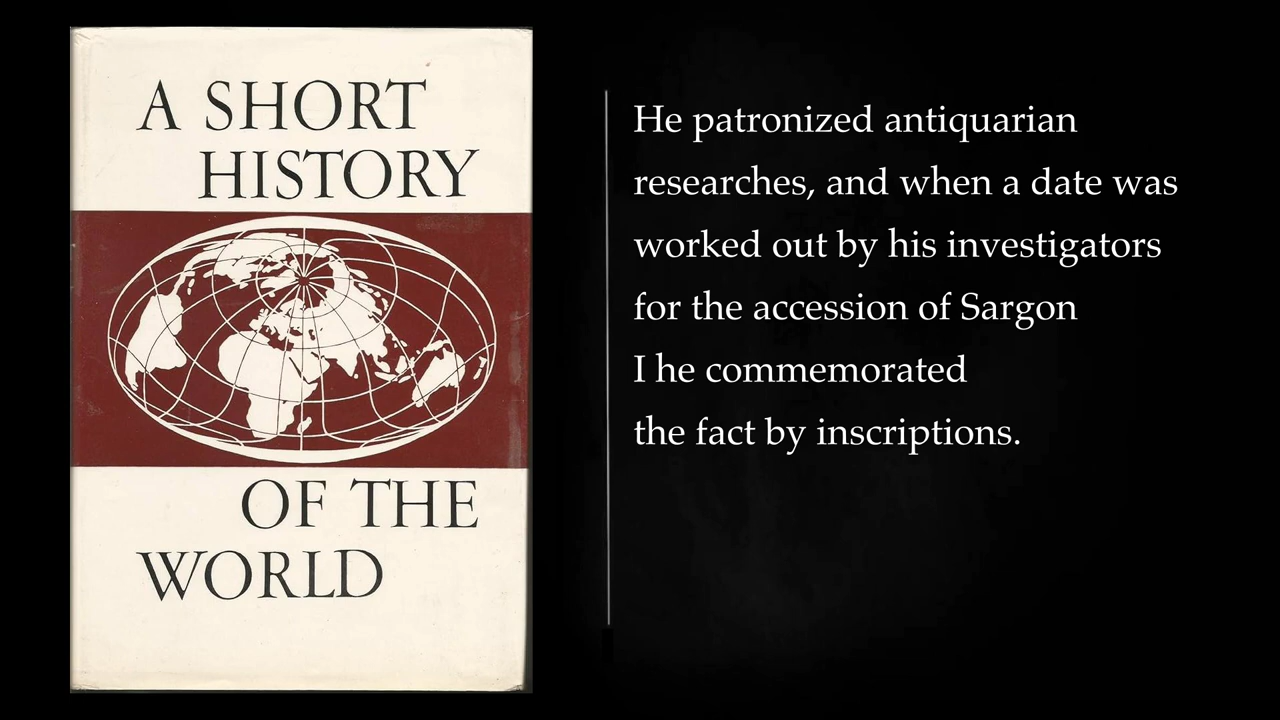 A SHORT
HISTORY
OF THE
WORLD
He patronized antiquarian
researches, and when a date was
worked out by his investigators
for the accession of Sargon
I he commemorated
the fact by inscriptions.